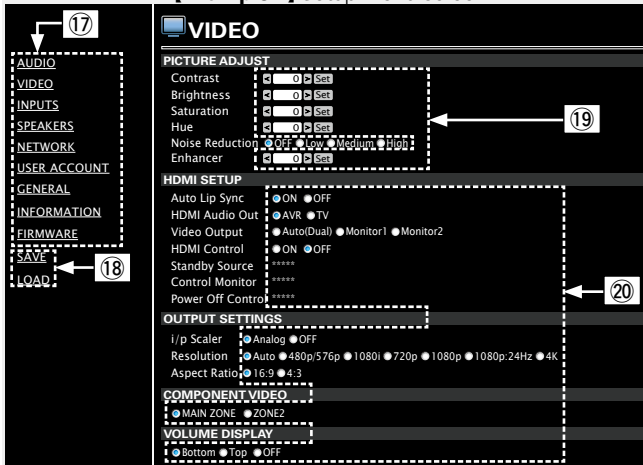 ⑰
VIDEO
AUDIO
VIDEO
INPUTS
SPEAKERS
NETWORK
USER ACCOUNT
GENERAL
INFORMATION
FIRMWARE
SAVE
LOAD
⑱
PICTURE ADJUST
Contrast < 0 > Set
Brightness < 0 > Set
Saturation < 0 > Set
Hue < 0 > Set
Noise Reduction OFF Low Medium High
Enhancer < 0 > Set
⑲
HDMI SETUP
Auto Lip Sync ON OFF
HDMI Audio Out AVR TV
Video Output Auto(Dual) Monitor1 Monitor2
HDMI Control ON OFF
Standby Source *****
Control Monitor *****
Power Off Contro *****
⑳
OUTPUT SETTINGS
i/p Scaler Analog OFF
Resolution Auto 480p/576p 1080i 720p 1080p 1080p:24Hz 4K
Aspect Ratio 16:9 4:3
COMPONENT VIDEO
MAIN ZONE ZONE2
VOLUME DISPLAY
Bottom Top OFF